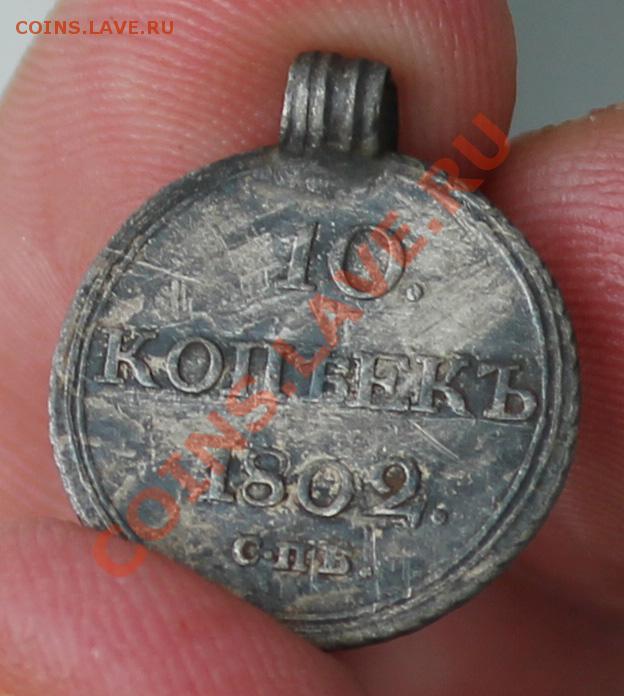 COINS.LAVE.RU
10.
КОПѢЕКЪ
1802.
С·П·Б.
COINS.LAVE.RU